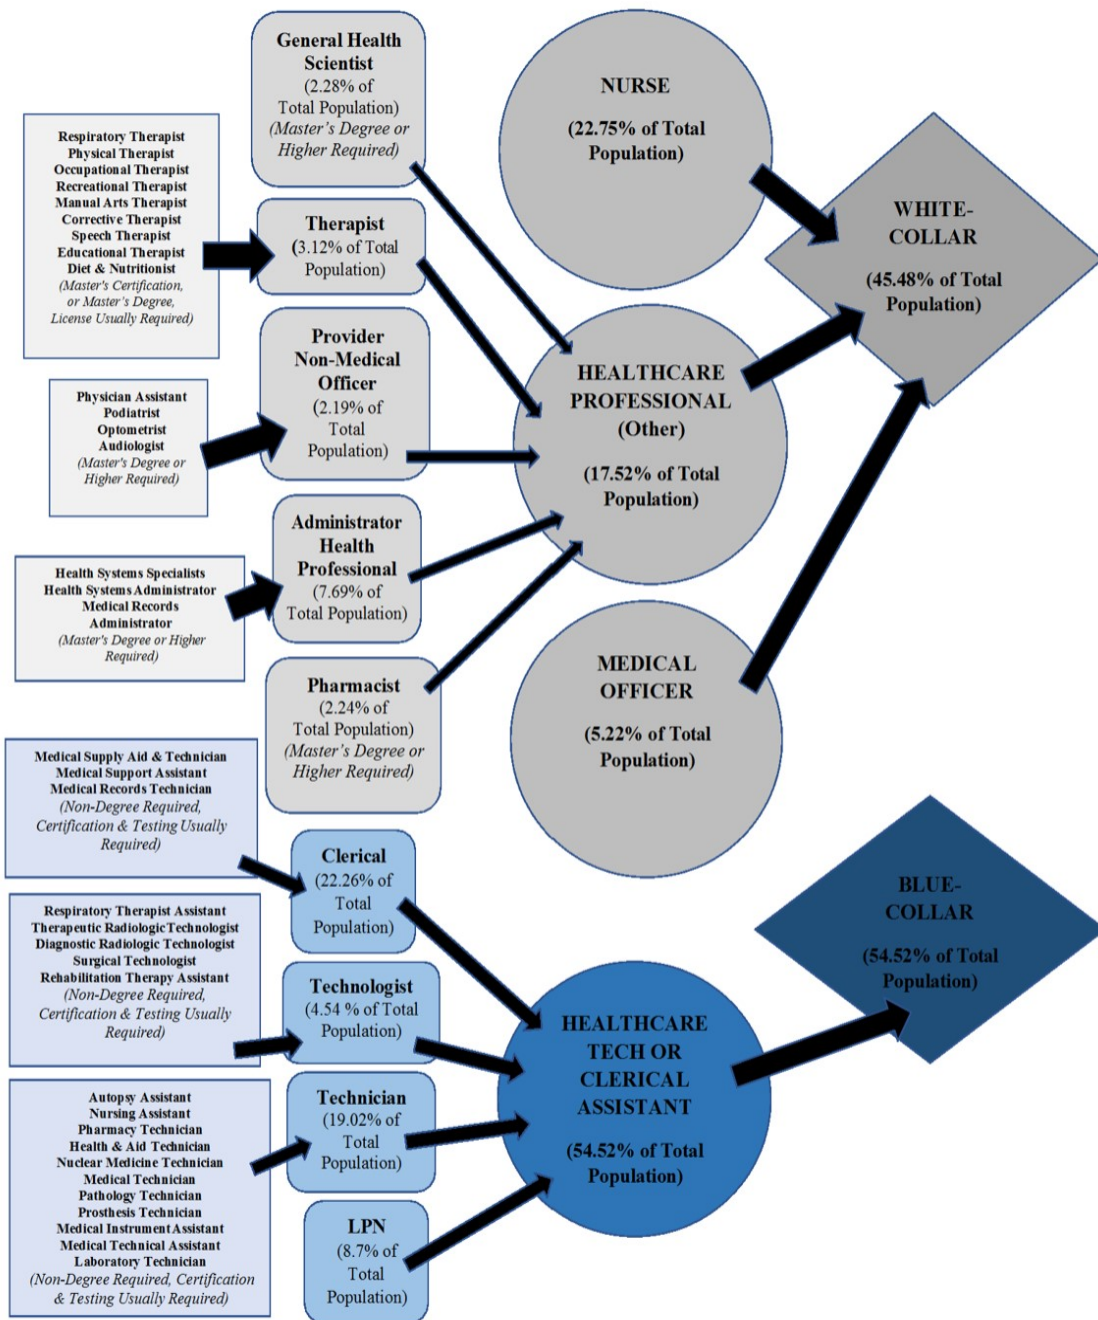 General Health
Scientist
(2.28% of
Total Population)
(Master's Degree or
Higher Required)
NURSE
(22.75% of Total
Population)
Respiratory Therapist
Physical Therapist
Occupational Therapist
Recreational Therapist
Manual Arts Therapist
Corrective Therapist
Speech Therapist
Educational Therapist
Diet & Nutritionist
(Master's Certification,
or Master's Degree,
License Usually Required)
Therapist
(3.12% of Total
Population)
WHITE-
COLLAR
(45.48% of Total
Population)
Provider
Non-Medical
Officer
(2.19% of
Total
Population)
HEALTHCARE
PROFESSIONAL
(Other)
(17.52% of Total
Population)
Physician Assistant
Podiatrist
Optometrist
Audiologist
(Master's Degree or
Higher Required)
Administrator
Health
Professional
(7.69% of
Total Population)
Health Systems Specialists
Health Systems Administrator
Medical Records
Administrator
(Master's Degree or Higher
Required)
Pharmacist
(2.24% of
Total Population)
(Master's Degree or
Higher Required)
MEDICAL
OFFICER
(5.22% of Total
Population)
Medical Supply Aid & Technician
Medical Support Assistant
Medical Records Technician
(Non-Degree Required,
Certification & Testing Usually
Required)
Clerical
(22.26% of
Total
Population)
BLUE-
COLLAR
(54.52% of Total
Population)
Respiratory Therapist Assistant
Therapeutic Radiologic Technologist
Diagnostic Radiologic Technologist
Surgical Technologist
Rehabilitation Therapy Assistant
(Non-Degree Required,
Certification & Testing Usually
Required)
Technologist
(4.54 % of Total
Population)
HEALTHCARE
TECH OR
CLERICAL
ASSISTANT
(54.52% of Total
Population)
Autopsy Assistant
Nursing Assistant
Pharmacy Technician
Health & Aid Technician
Nuclear Medicine Technician
Medical Technician
Pathology Technician
Prosthesis Technician
Medical Instrument Assistant
Medical Technical Assistant
Laboratory Technician
(Non-Degree Required, Certification
& Testing Usually Required)
Technician
(19.02% of
Total
Population)
LPN
(8.7% of
Total
Population)